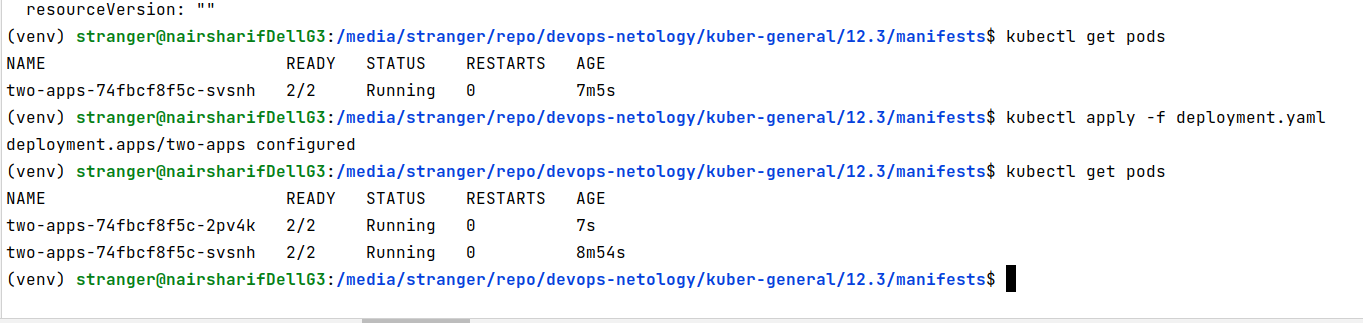 resourceVersion: ""
(venv) stranger@nairsharifDellG3:/media/stranger/repo/devops-netology/kuber-general/12.3/manifests$ kubectl get pods
NAME                        READY   STATUS    RESTARTS   AGE
two-apps-74fbcf8f5c-svsnh   2/2     Running   0          7m5s
(venv) stranger@nairsharifDellG3:/media/stranger/repo/devops-netology/kuber-general/12.3/manifests$ kubectl apply -f deployment.yaml
deployment.apps/two-apps configured
(venv) stranger@nairsharifDellG3:/media/stranger/repo/devops-netology/kuber-general/12.3/manifests$ kubectl get pods
NAME                        READY   STATUS    RESTARTS   AGE
two-apps-74fbcf8f5c-2pv4k   2/2     Running   0          7s
two-apps-74fbcf8f5c-svsnh   2/2     Running   0          8m54s
(venv) stranger@nairsharifDellG3:/media/stranger/repo/devops-netology/kuber-general/12.3/manifests$